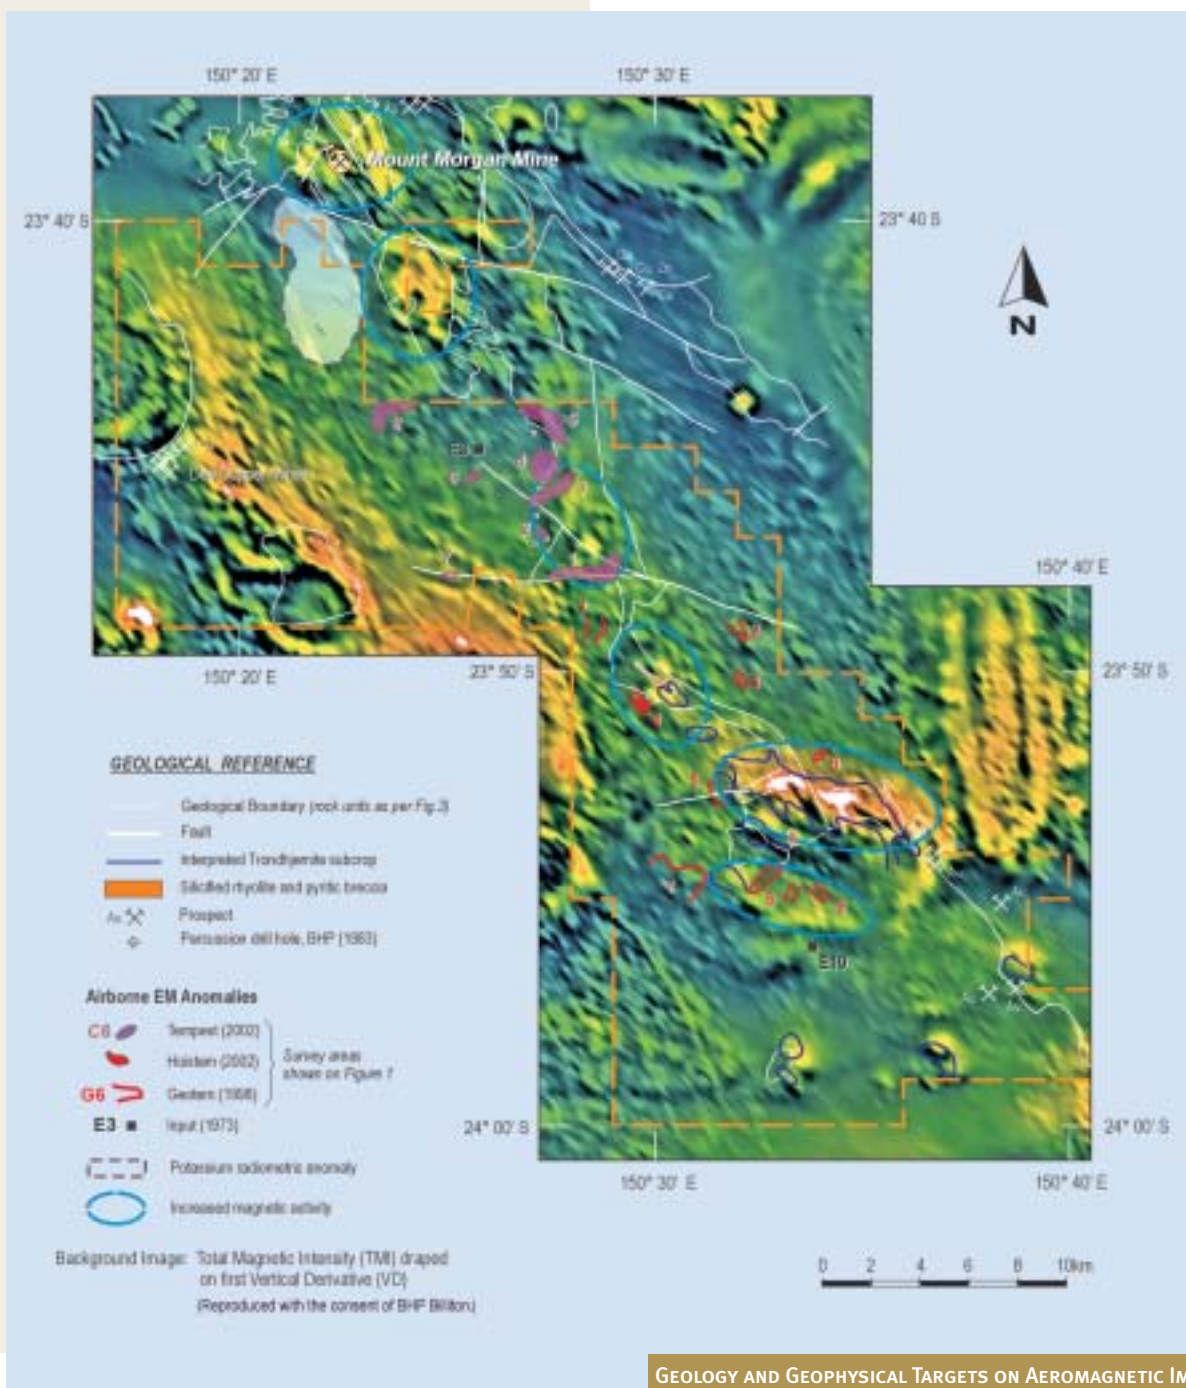 150° 20' E
150° 30' E
Mount Morgan Mine
23° 40' S
23° 40' S
N
150° 40' E
150° 20' E
23° 50' S
23° 50' S
E10
GEOLOGICAL REFERENCE
Geological Boundary (rock units as per Fig.3)
Fault
Interpreted Trondhjemite subcrop
Silicified rhyolite and pyritic breccia
Prospect
Percussion drill hole, BHP (1983)
Airborne EM Anomalies
C6 Tempest (2002)
Hoistem (2002)
Survey areas
shown on Figure 1
G6 Geotem (1998)
E3 Input (1973)
Potassium radiometric anomaly
Increased magnetic activity
24° 00' S
24° 00' S
150° 30' E
150° 40' E
Background Image: Total Magnetic Intensity (TMI) draped
on first Vertical Derivative (VD)
(Reproduced with the consent of BHP Billiton.)
0 2 4 6 8 10km
GEOLOGY AND GEOPHYSICAL TARGETS ON AEROMAGNETIC IM